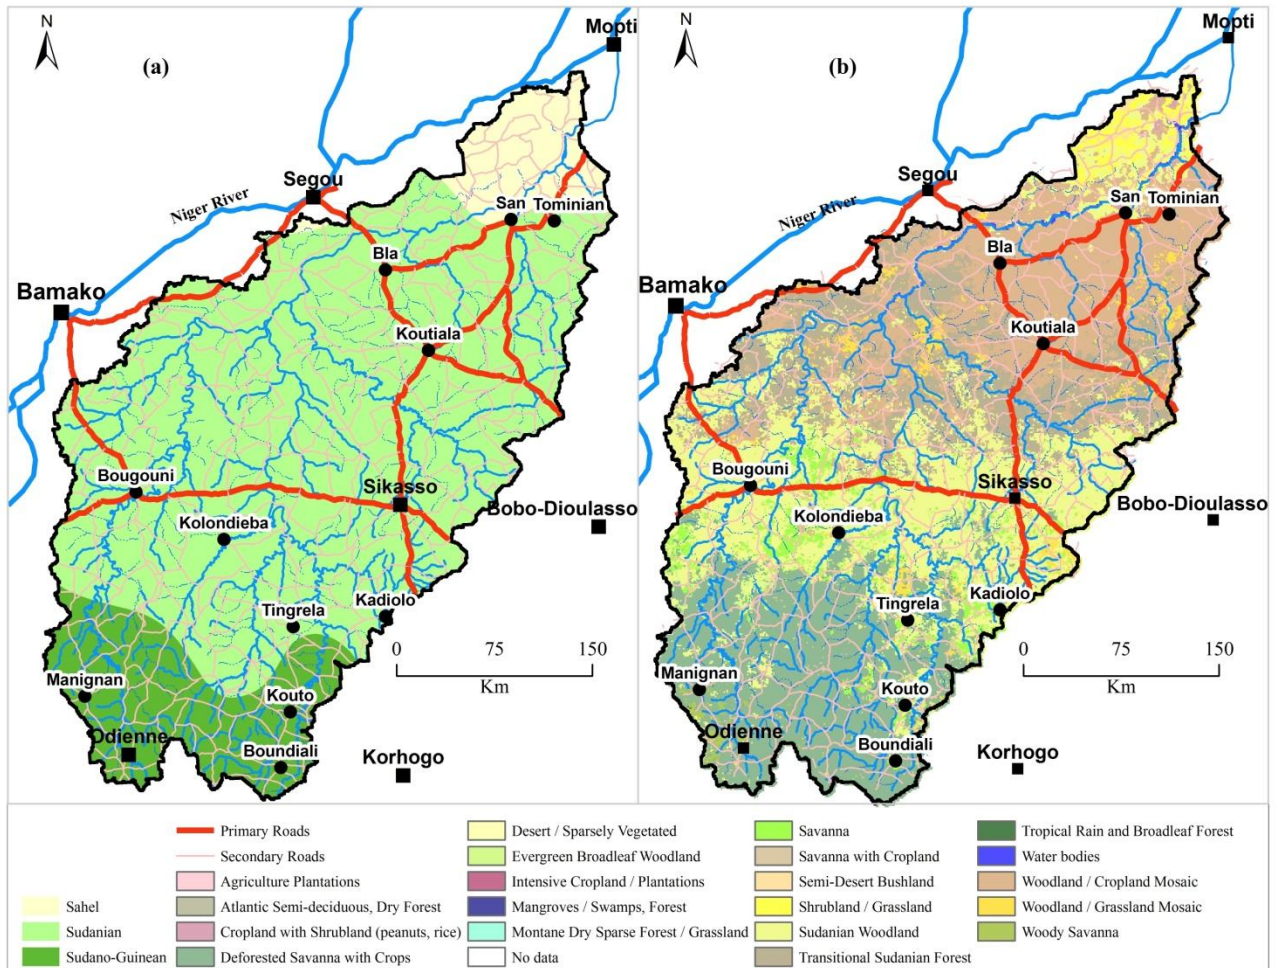 N
Mopti
(a)
Segou
Niger River
San
Tominian
Bla
Bamako
Koutiala
Bougouni
Sikasso
Bobo-Dioulasso
Kolondieba
Tingrela
Kadiolo
0 75 150
Km
Manignan
Kouto
Odienne
Boundiali
Korhogo
N
Mopti
(b)
Segou
Niger River
San
Tominian
Bla
Bamako
Koutiala
Bougouni
Sikasso
Bobo-Dioulasso
Kolondieba
Tingrela
Kadiolo
0 75 150
Km
Manignan
Kouto
Odienne
Boundiali
Korhogo
Sahel
Sudanian
Sudano-Guinean
Primary Roads
Secondary Roads
Agriculture Plantations
Atlantic Semi-deciduous, Dry Forest
Cropland with Shrubland (peanuts, rice)
Deforested Savanna with Crops
Desert / Sparsely Vegetated
Evergreen Broadleaf Woodland
Intensive Cropland / Plantations
Mangroves / Swamps, Forest
Montane Dry Sparse Forest / Grassland
No data
Savanna
Savanna with Cropland
Semi-Desert Bushland
Shrubland / Grassland
Sudanian Woodland
Transitional Sudanian Forest
Tropical Rain and Broadleaf Forest
Water bodies
Woodland / Cropland Mosaic
Woodland / Grassland Mosaic
Woody Savanna